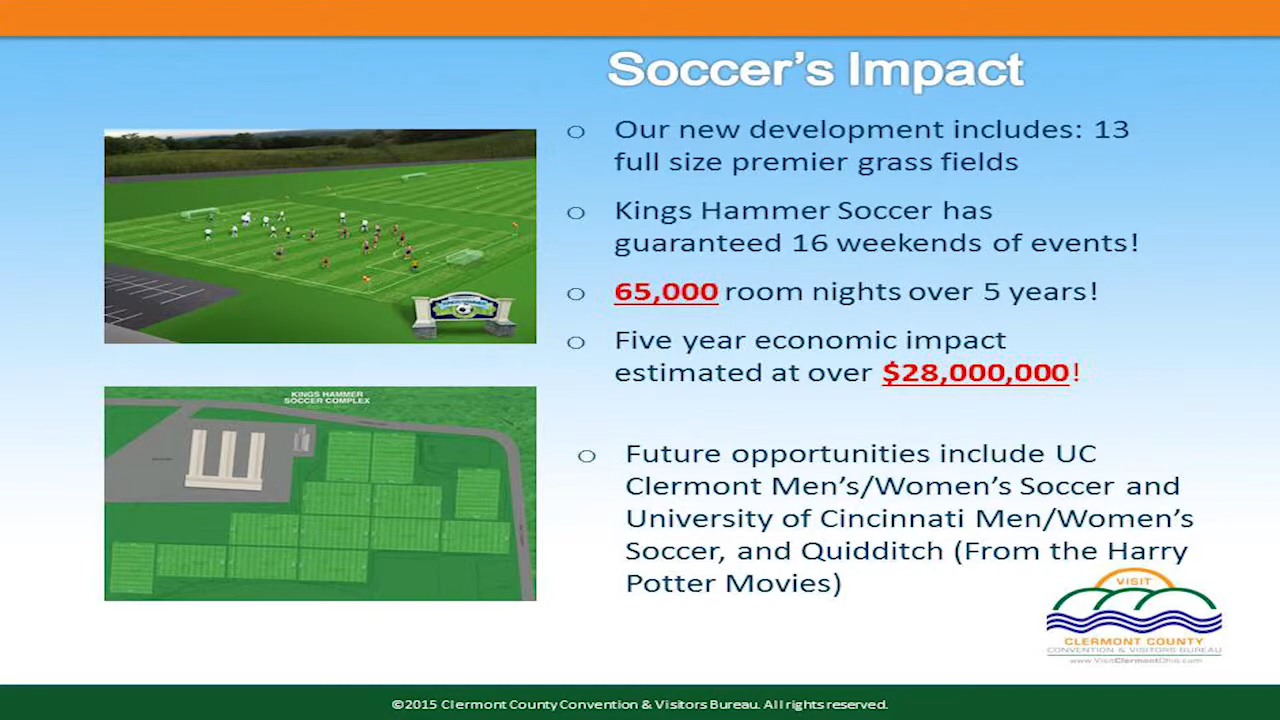 Soccer's Impact
o Our new development includes: 13
full size premier grass fields
o Kings Hammer Soccer has
guaranteed 16 weekends of events!
o 65,000 room nights over 5 years!
o Five year economic impact
estimated at over $28,000,000!
o Future opportunities include UC
Clermont Men's/Women's Soccer and
University of Cincinnati Men/Women's
Soccer, and Quidditch (From the Harry
Potter Movies)
KINGS HAMMER
SOCCER COMPLEX
VISIT
CLERMONT COUNTY
CONVENTION & VISITORS BUREAU
www.VisitClermontOhio.com
©2015 Clermont County Convention & Visitors Bureau. All rights reserved.